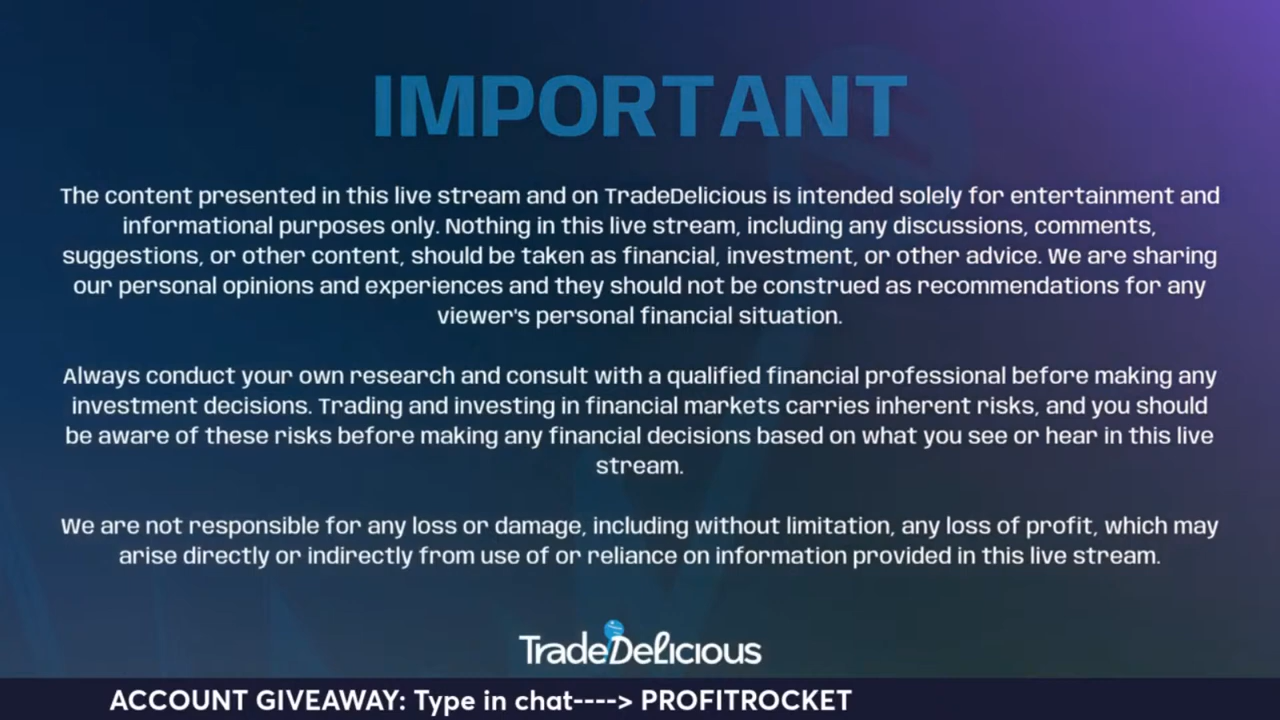 IMPORTANT
The content presented in this live stream and on TradeDelicious is intended solely for entertainment and
informational purposes only. Nothing in this live stream, including any discussions, comments,
suggestions, or other content, should be taken as financial, investment, or other advice. We are sharing
our personal opinions and experiences and they should not be construed as recommendations for any
viewer's personal financial situation.
Always conduct your own research and consult with a qualified financial professional before making any
investment decisions. Trading and investing in financial markets carries inherent risks, and you should
be aware of these risks before making any financial decisions based on what you see or hear in this live
stream.
We are not responsible for any loss or damage, including without limitation, any loss of profit, which may
arise directly or indirectly from use of or reliance on information provided in this live stream.
TradeDelicious
ACCOUNT GIVEAWAY: Type in chat----> PROFITROCKET